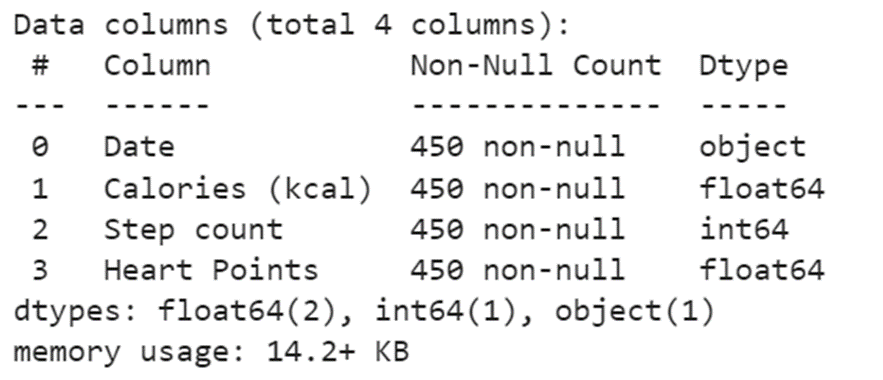 Data columns (total 4 columns):
 #   Column           Non-Null Count  Dtype
---  ------           --------------  -----
 0   Date             450 non-null    object
 1   Calories (kcal)  450 non-null    float64
 2   Step count       450 non-null    int64
 3   Heart Points     450 non-null    float64
dtypes: float64(2), int64(1), object(1)
memory usage: 14.2+ KB